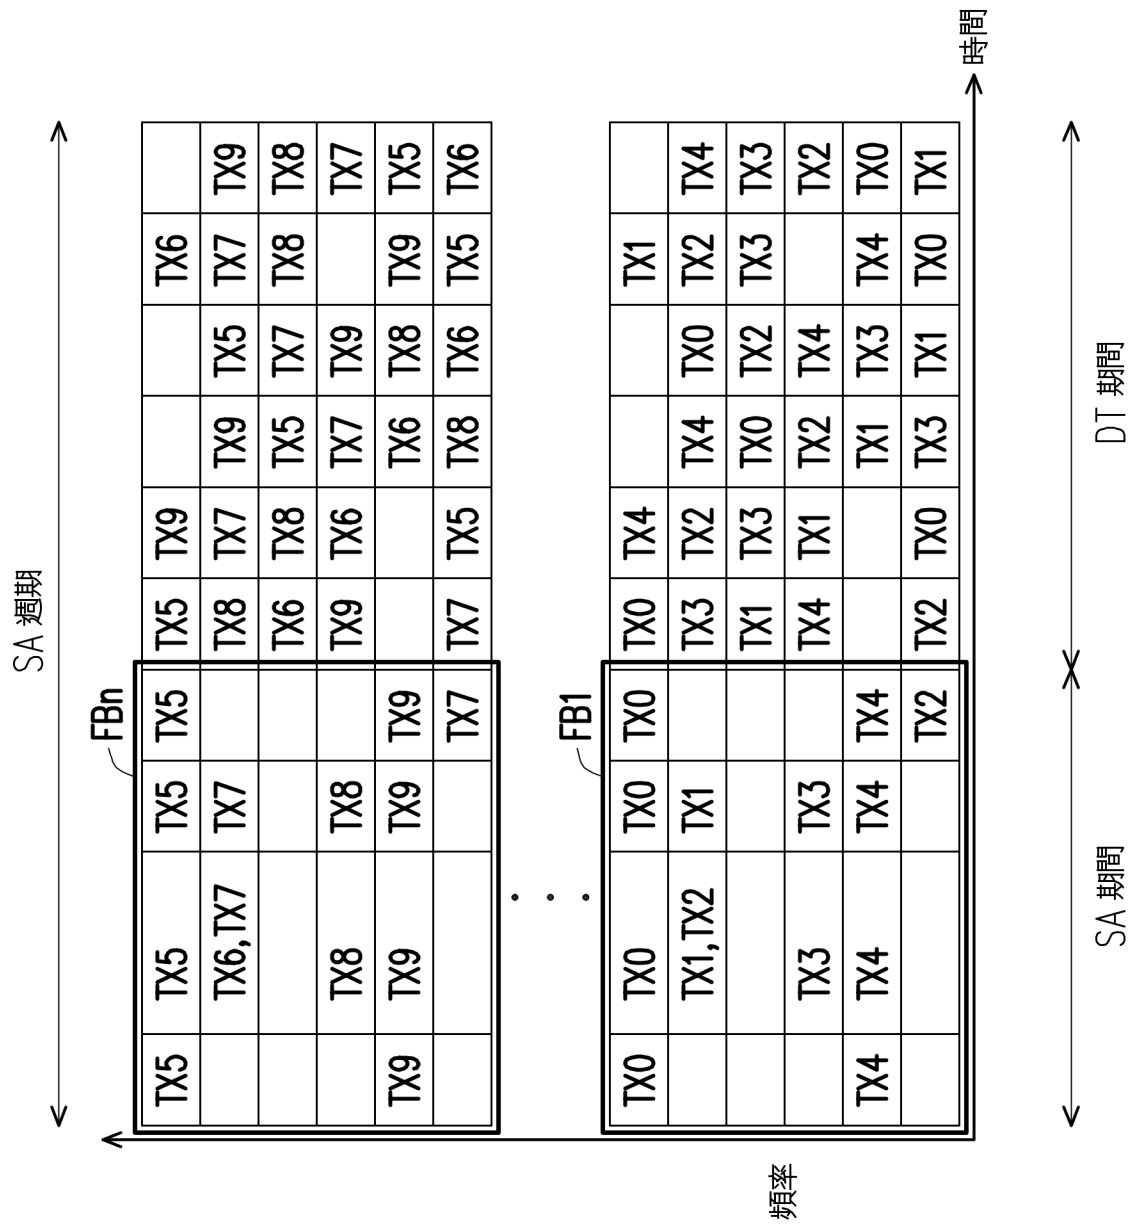 SA 週期
FBn
TX5 TX5 TX5 TX5 TX5 TX9 TX6
TX6,TX7 TX7 TX8 TX7 TX9 TX5 TX7 TX9
TX6 TX8 TX5 TX7 TX8 TX8
TX8 TX8 TX9 TX6 TX7 TX9 TX7
TX9 TX9 TX9 TX9 TX6 TX8 TX9 TX5
TX7 TX7 TX5 TX8 TX6 TX5 TX6
FB1
TX0 TX0 TX0 TX0 TX0 TX4 TX1
TX1,TX2 TX1 TX3 TX2 TX4 TX0 TX2 TX4
TX1 TX3 TX0 TX2 TX3 TX3
頻率
TX3 TX3 TX4 TX1 TX2 TX4 TX2
TX4 TX4 TX4 TX4 TX1 TX3 TX4 TX0
TX2 TX2 TX0 TX3 TX1 TX0 TX1
時間
SA 期間 DT 期間